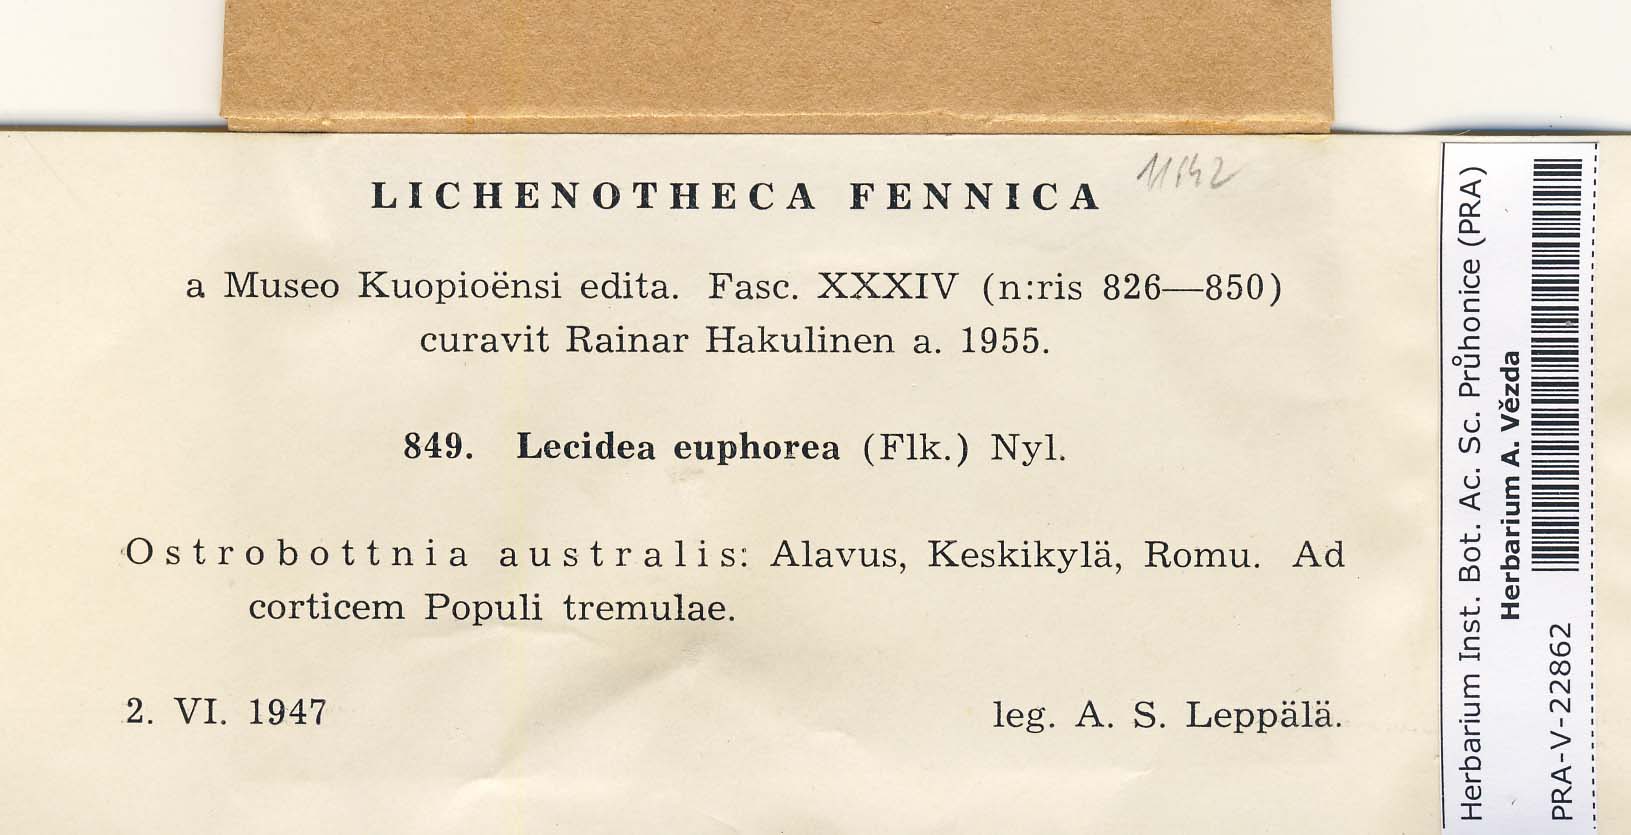 LICHENOTHECA FENNICA
a Museo Kuopioënsi edita. Fasc. XXXIV (n:ris 826—850)
curavit Rainar Hakulinen a. 1955.
849. Lecidea euphorea (Flk.) Nyl.
Ostrobottnia australis: Alavus, Keskikylä, Romu. Ad
corticem Populi tremulae.
2. VI. 1947 leg. A. S. Leppälä.
Herbarium Inst. Bot. Ac. Sc. Průhonice (PRA)
Herbarium A. Vězda
PRA-V-22862